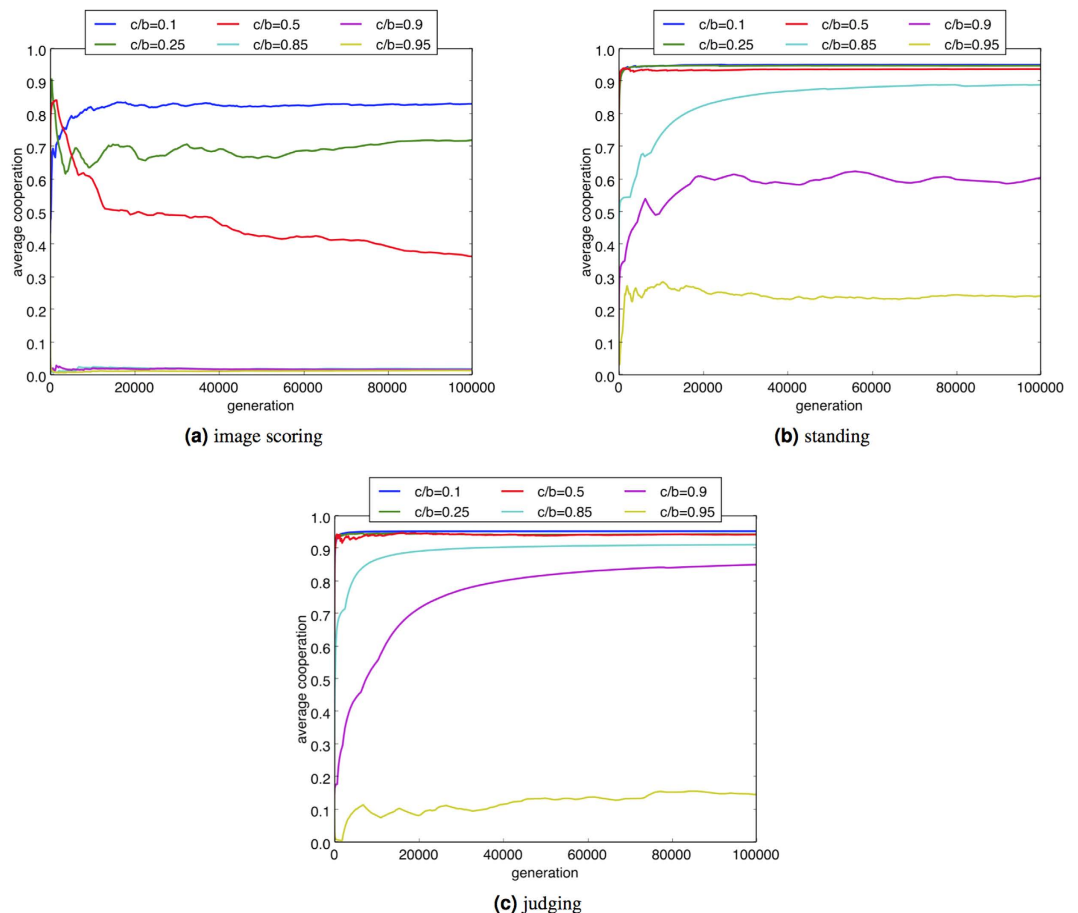 c/b=0.1 c/b=0.5 c/b=0.9
c/b=0.25 c/b=0.85 c/b=0.95
1.0
0.9
0.8
0.7
0.6
0.5
0.4
0.3
0.2
0.1
0.0
average cooperation
0 20000 40000 60000 80000 100000
generation
(a) image scoring
c/b=0.1 c/b=0.5 c/b=0.9
c/b=0.25 c/b=0.85 c/b=0.95
1.0
0.9
0.8
0.7
0.6
0.5
0.4
0.3
0.2
0.1
0.0
average cooperation
0 20000 40000 60000 80000 100000
generation
(b) standing
c/b=0.1 c/b=0.5 c/b=0.9
c/b=0.25 c/b=0.85 c/b=0.95
1.0
0.9
0.8
0.7
0.6
0.5
0.4
0.3
0.2
0.1
0.0
average cooperation
0 20000 40000 60000 80000 100000
generation
(c) judging